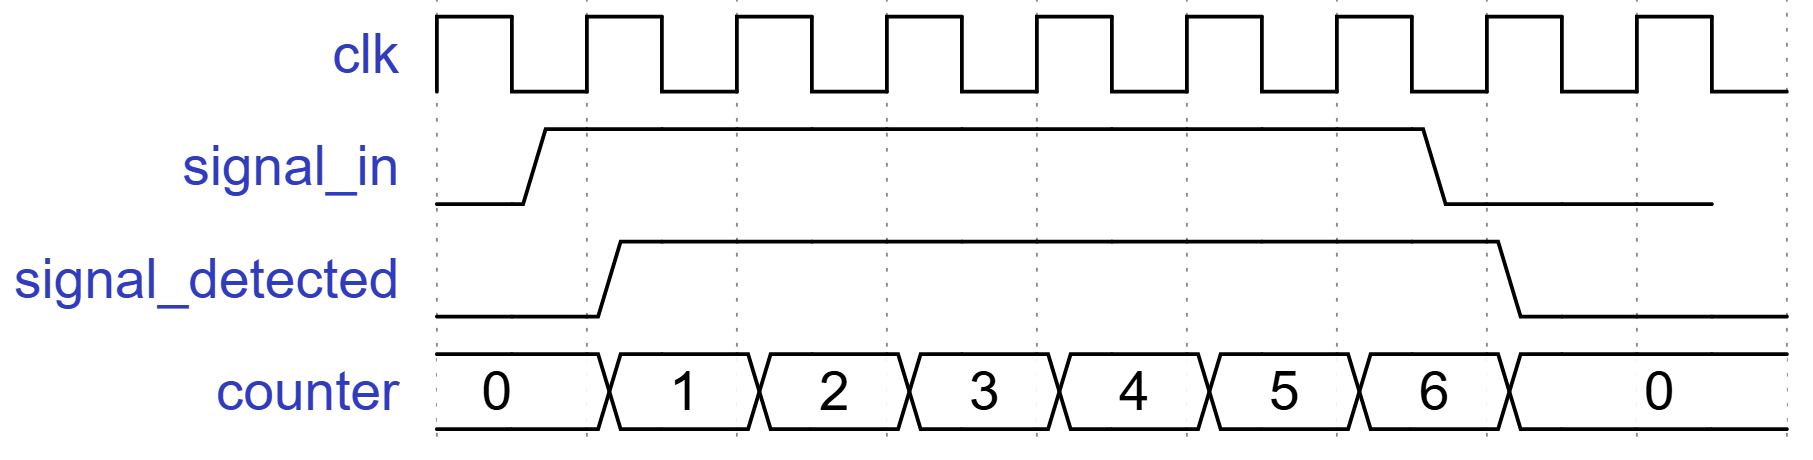 clk
signal_in
signal_detected
counter 0 1 2 3 4 5 6 0